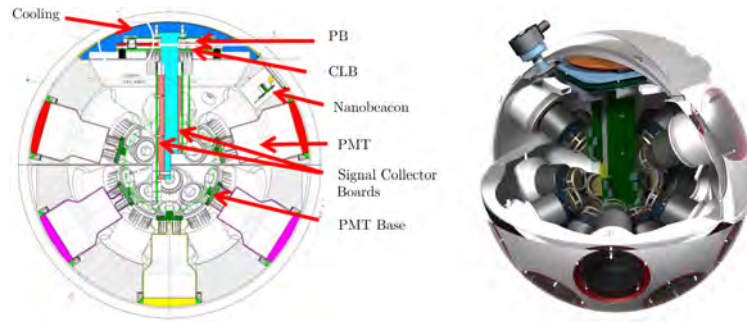 Cooling
PB
CLB
Nanobeacon
PMT
Signal Collector
Boards
PMT Base